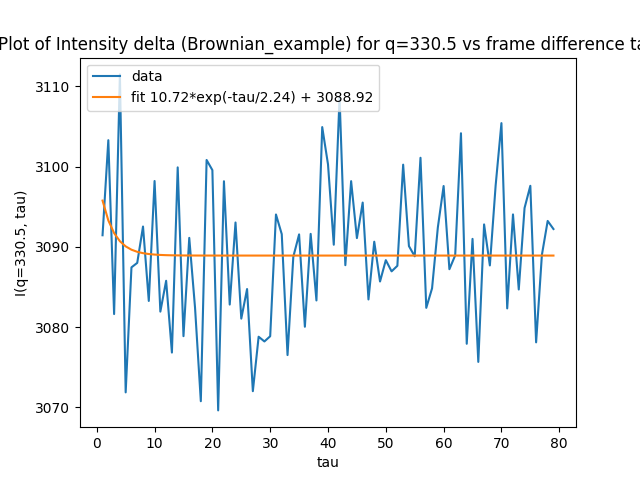 Plot of Intensity delta (Brownian_example) for q=330.5 vs frame difference ta
data
fit 10.72*exp(-tau/2.24) + 3088.92
I(q=330.5, tau)
3110
3100
3090
3080
3070
0 10 20 30 40 50 60 70 80
tau